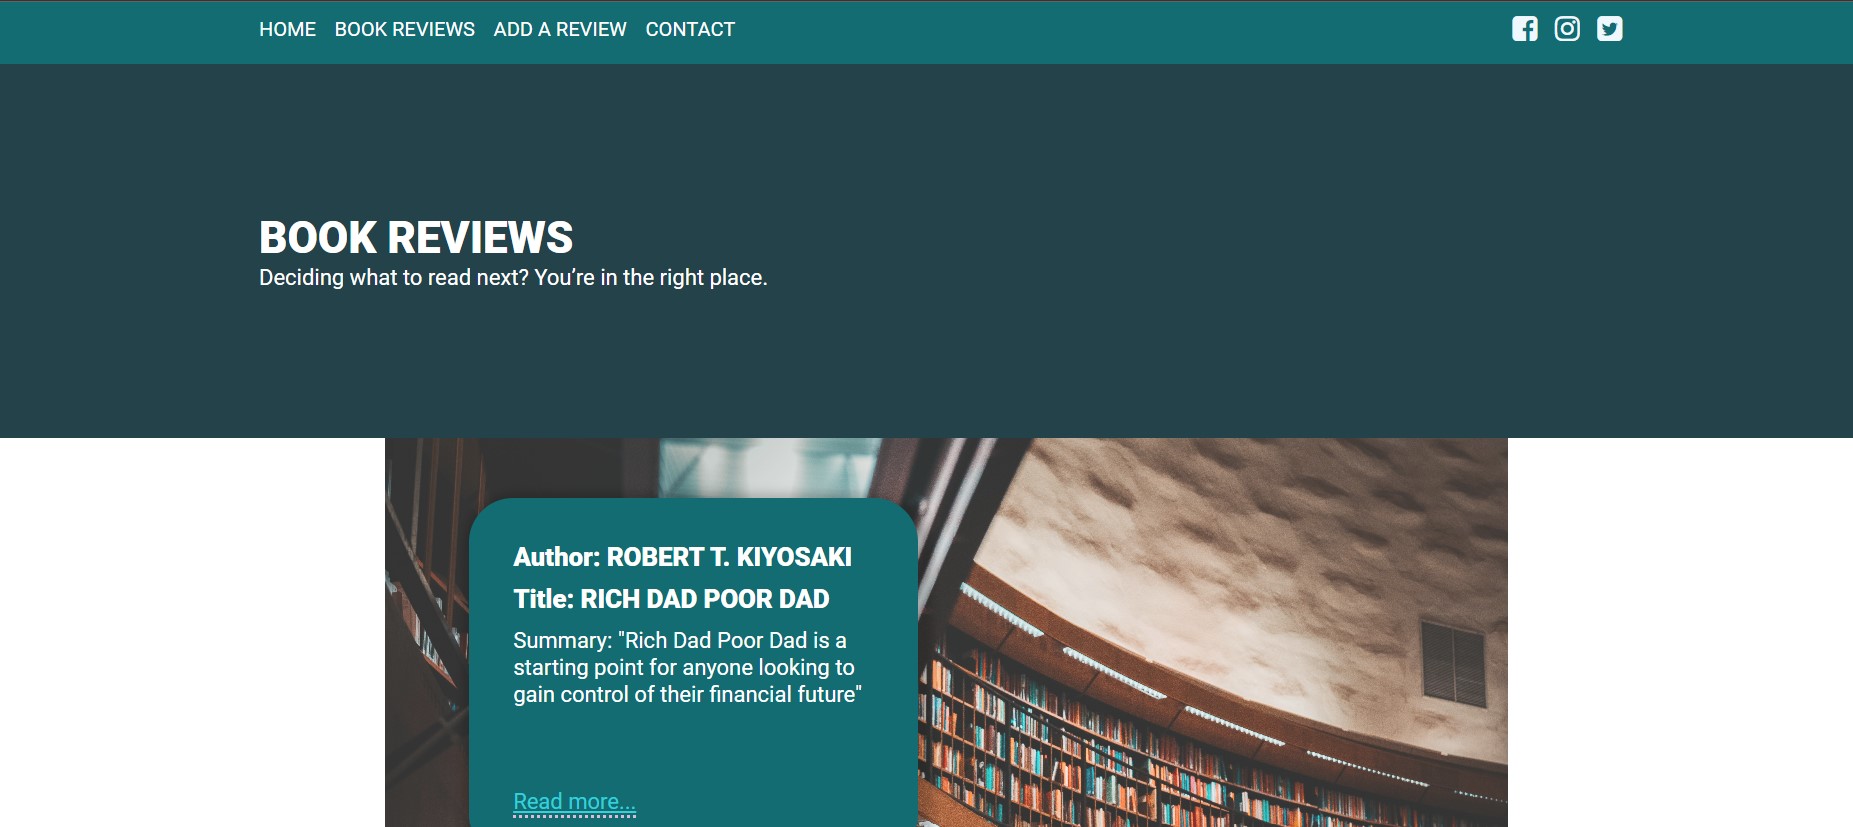 HOME BOOK REVIEWS ADD A REVIEW CONTACT
BOOK REVIEWS
Deciding what to read next? You’re in the right place.
Author: ROBERT T. KIYOSAKI
Title: RICH DAD POOR DAD
Summary: "Rich Dad Poor Dad is a
starting point for anyone looking to
gain control of their financial future"
Read more...